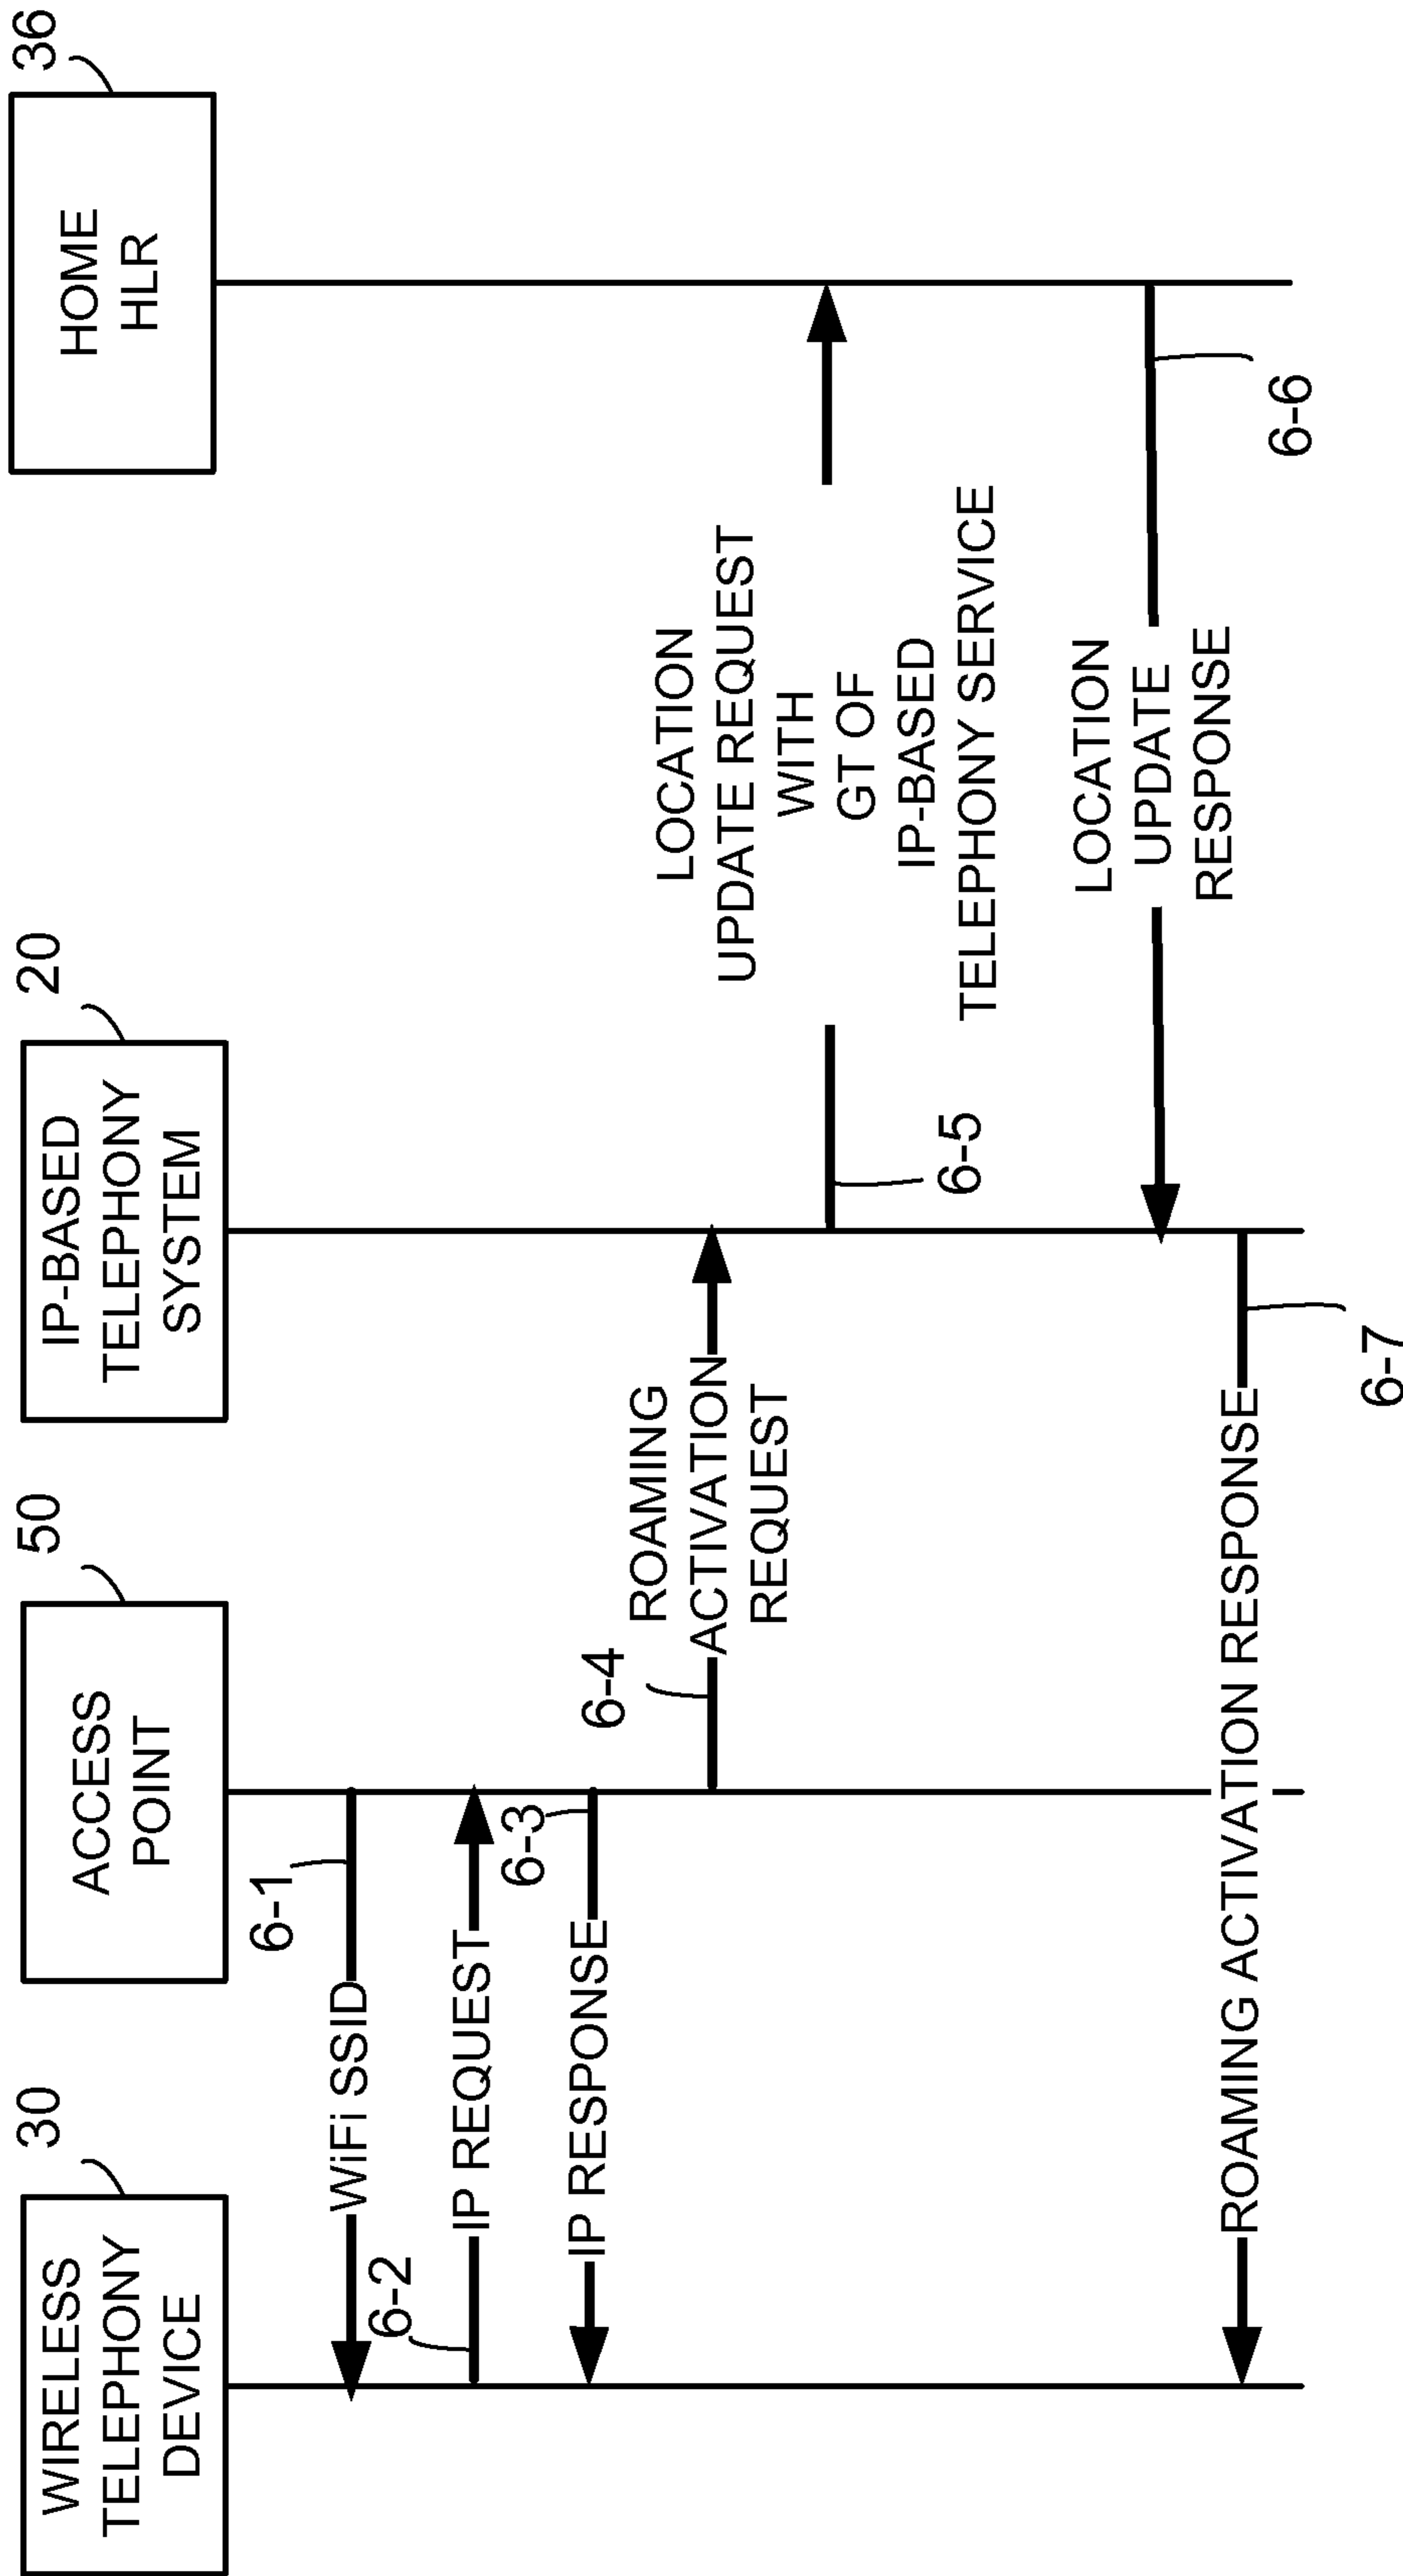 30
WIRELESS
TELEPHONY
DEVICE
50
ACCESS
POINT
20
IP-BASED
TELEPHONY
SYSTEM
36
HOME
HLR
6-1
WiFi SSID
6-2
IP REQUEST
6-3
IP RESPONSE
6-4
ROAMING
ACTIVATION
REQUEST
6-5
LOCATION
UPDATE REQUEST
WITH
GT OF
IP-BASED
TELEPHONY SERVICE
LOCATION
UPDATE
RESPONSE
6-6
ROAMING ACTIVATION RESPONSE
6-7